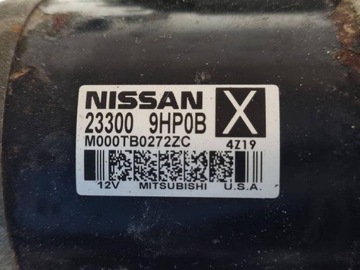 NISSAN X
23300 9HP0B
M000TB0272ZC 4Z19
12V MITSUBISHI U.S.A.